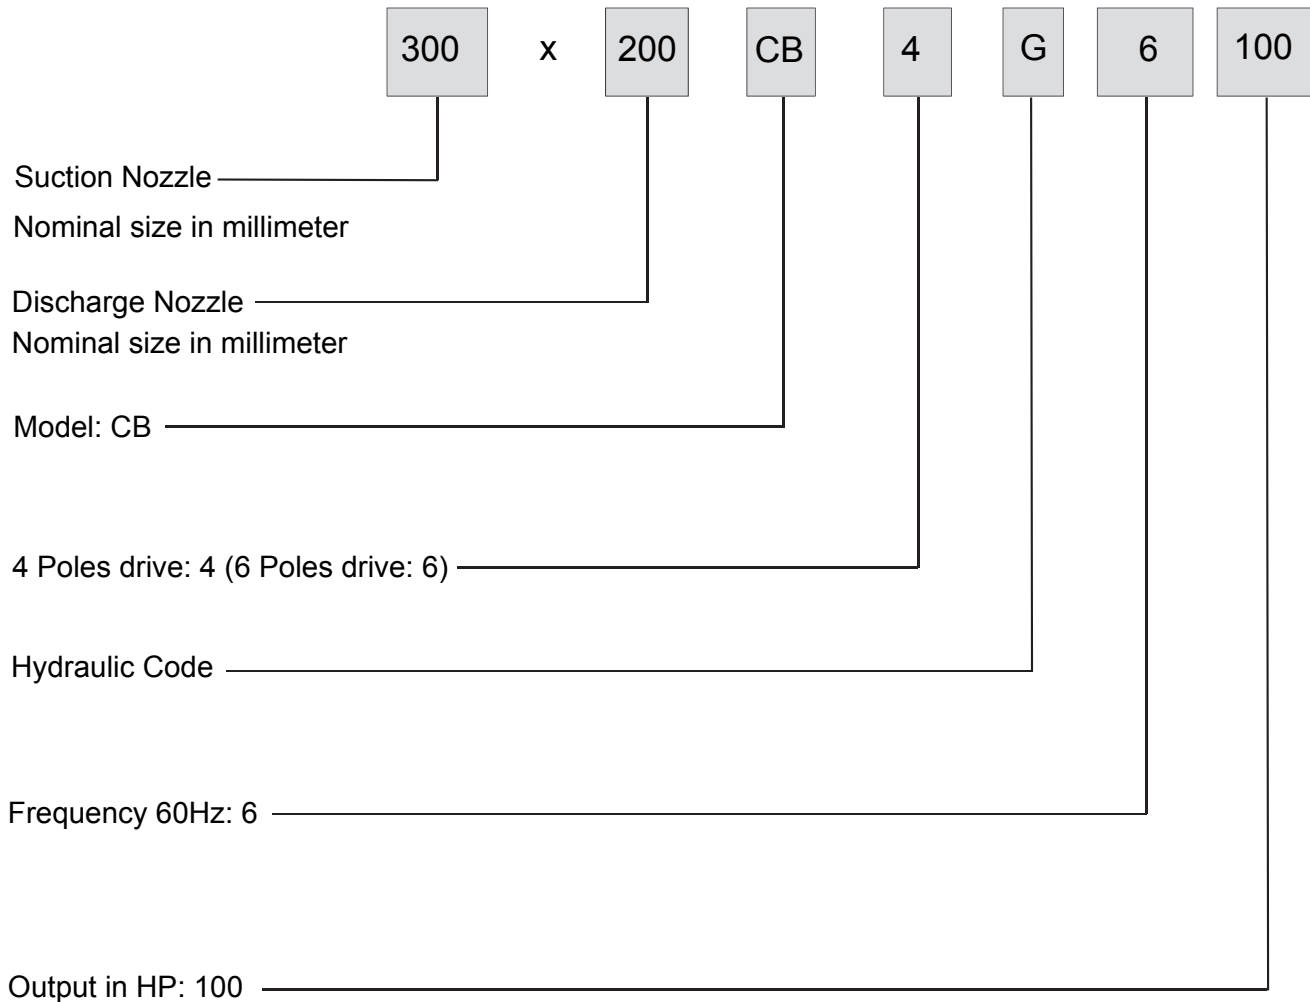 300 x 200 CB 4 G 6 100
Suction Nozzle
Nominal size in millimeter
Discharge Nozzle
Nominal size in millimeter
Model: CB
4 Poles drive: 4 (6 Poles drive: 6)
Hydraulic Code
Frequency 60Hz: 6
Output in HP: 100